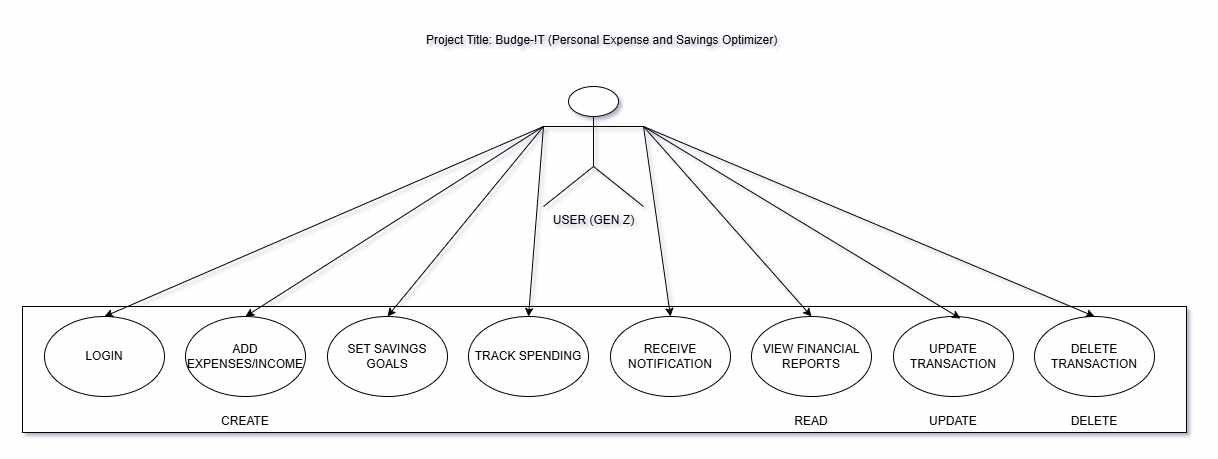 Project Title: Budge-!T (Personal Expense and Savings Optimizer)
USER (GEN Z)
LOGIN
ADD
EXPENSES/INCOME
SET SAVINGS
GOALS
TRACK SPENDING
RECEIVE
NOTIFICATION
VIEW FINANCIAL
REPORTS
UPDATE
TRANSACTION
DELETE
TRANSACTION
CREATE
READ
UPDATE
DELETE